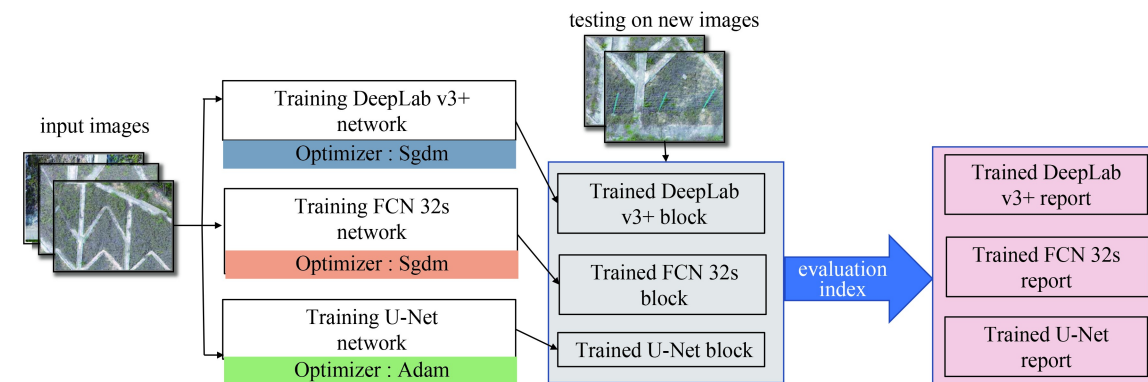 testing on new images
input images
Training DeepLab v3+
network
Optimizer : Sgdm
Training FCN 32s
network
Optimizer : Sgdm
Training U-Net
network
Optimizer : Adam
Trained DeepLab
v3+ block
Trained FCN 32s
block
Trained U-Net block
evaluation
index
Trained DeepLab
v3+ report
Trained FCN 32s
report
Trained U-Net
report